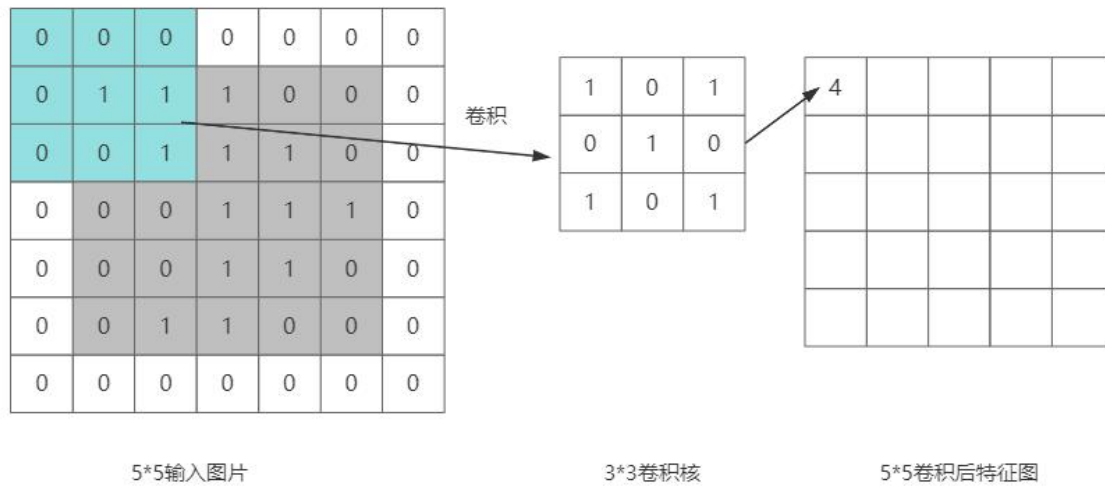 0 0 0 0 0 0 0
0 1 1 1 0 0 0
0 0 1 1 1 0 0
0 0 0 1 1 1 0
0 0 0 1 1 0 0
0 0 1 1 0 0 0
0 0 0 0 0 0 0
卷积
1 0 1
0 1 0
1 0 1
4
5*5输入图片
3*3卷积核
5*5卷积后特征图